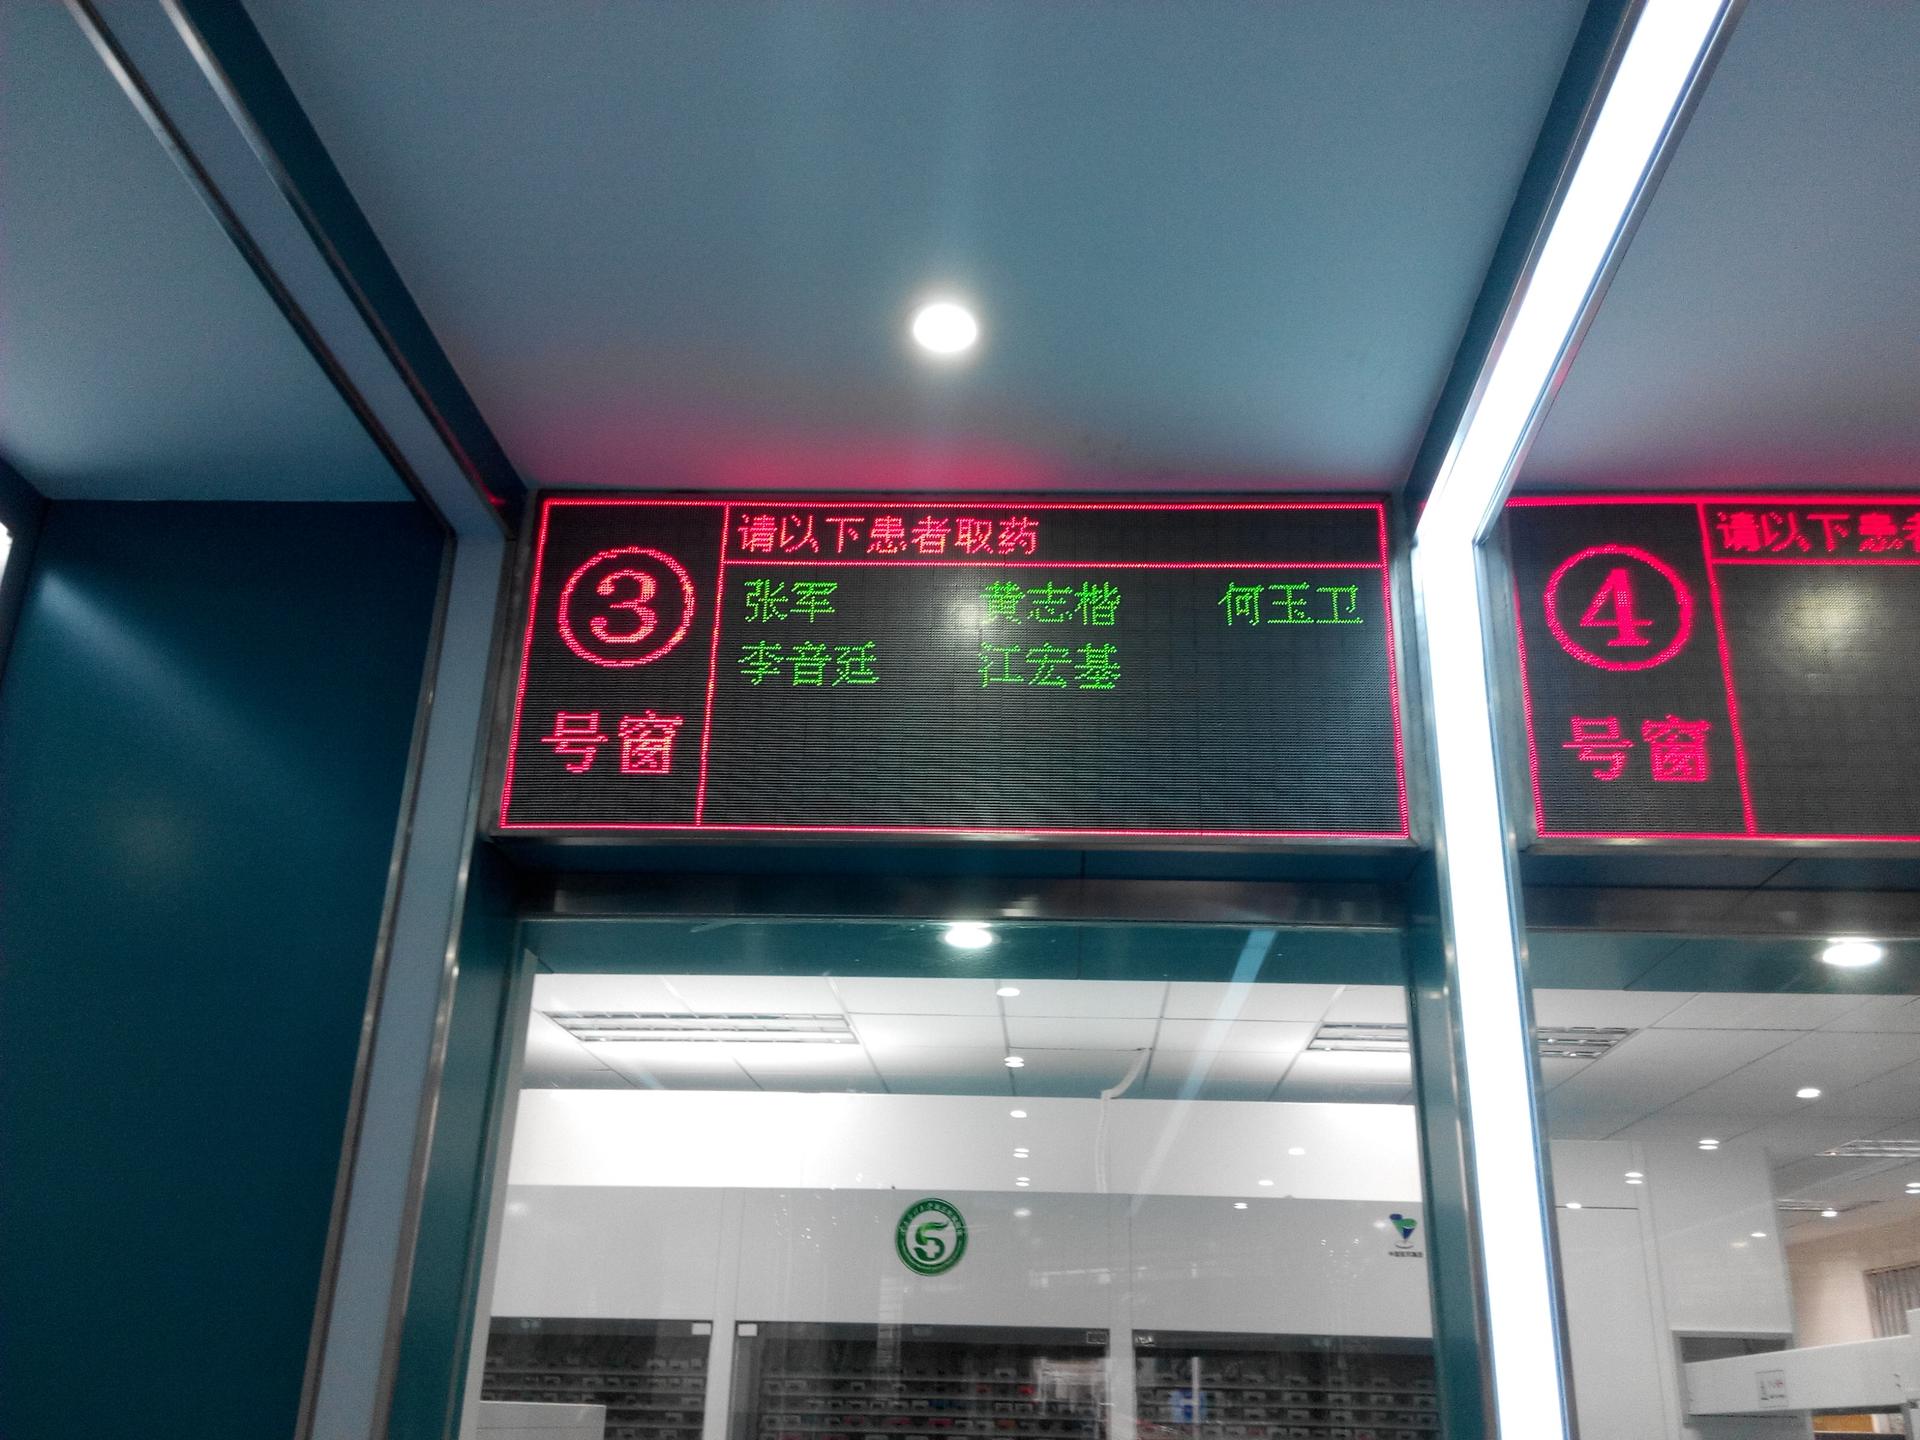 ③
号窗
请以下患者取药
张军 黄志楷 何玉卫
李音廷 江宏基
④
号窗
请以下患者